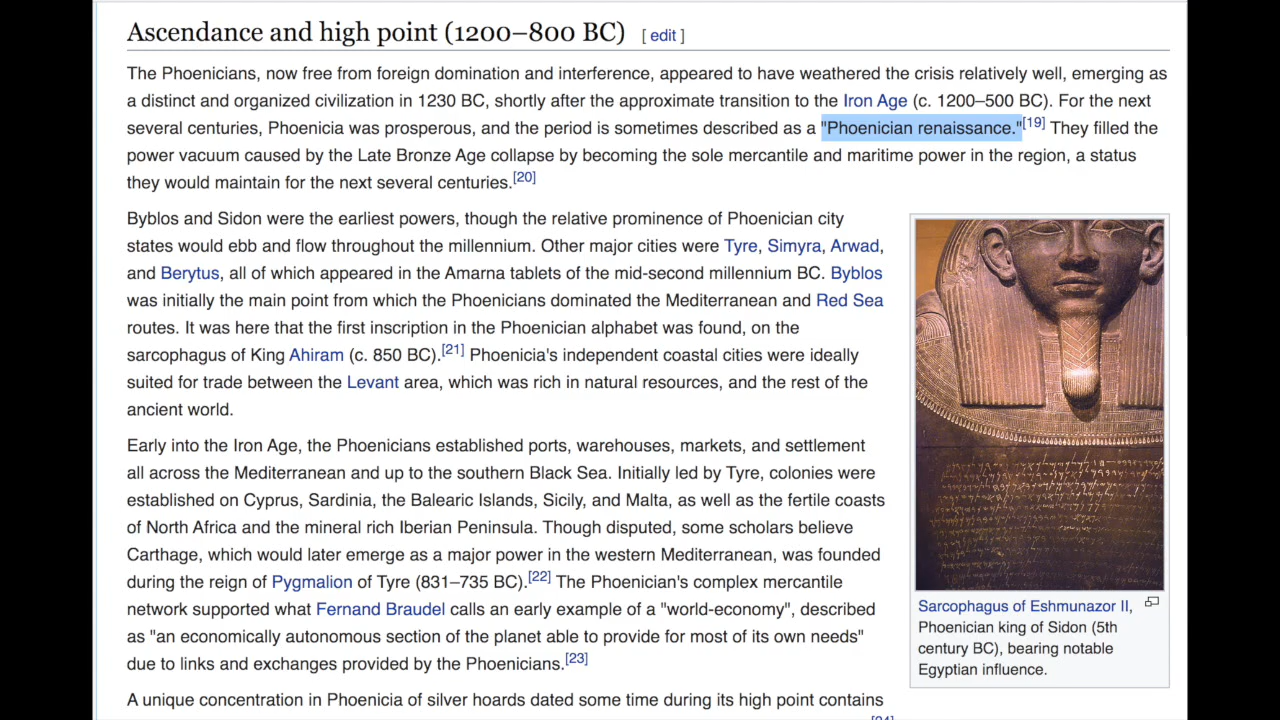 Ascendance and high point (1200–800 BC) [ edit ]
The Phoenicians, now free from foreign domination and interference, appeared to have weathered the crisis relatively well, emerging as
a distinct and organized civilization in 1230 BC, shortly after the approximate transition to the Iron Age (c. 1200–500 BC). For the next
several centuries, Phoenicia was prosperous, and the period is sometimes described as a "Phoenician renaissance."[19] They filled the
power vacuum caused by the Late Bronze Age collapse by becoming the sole mercantile and maritime power in the region, a status
they would maintain for the next several centuries.[20]
Byblos and Sidon were the earliest powers, though the relative prominence of Phoenician city
states would ebb and flow throughout the millennium. Other major cities were Tyre, Simyra, Arwad,
and Berytus, all of which appeared in the Amarna tablets of the mid-second millennium BC. Byblos
was initially the main point from which the Phoenicians dominated the Mediterranean and Red Sea
routes. It was here that the first inscription in the Phoenician alphabet was found, on the
sarcophagus of King Ahiram (c. 850 BC).[21] Phoenicia's independent coastal cities were ideally
suited for trade between the Levant area, which was rich in natural resources, and the rest of the
ancient world.
Early into the Iron Age, the Phoenicians established ports, warehouses, markets, and settlement
all across the Mediterranean and up to the southern Black Sea. Initially led by Tyre, colonies were
established on Cyprus, Sardinia, the Balearic Islands, Sicily, and Malta, as well as the fertile coasts
of North Africa and the mineral rich Iberian Peninsula. Though disputed, some scholars believe
Carthage, which would later emerge as a major power in the western Mediterranean, was founded
during the reign of Pygmalion of Tyre (831–735 BC).[22] The Phoenician's complex mercantile
network supported what Fernand Braudel calls an early example of a "world-economy", described
as "an economically autonomous section of the planet able to provide for most of its own needs"
due to links and exchanges provided by the Phoenicians.[23]
A unique concentration in Phoenicia of silver hoards dated some time during its high point contains
Sarcophagus of Eshmunazor II,
Phoenician king of Sidon (5th
century BC), bearing notable
Egyptian influence.